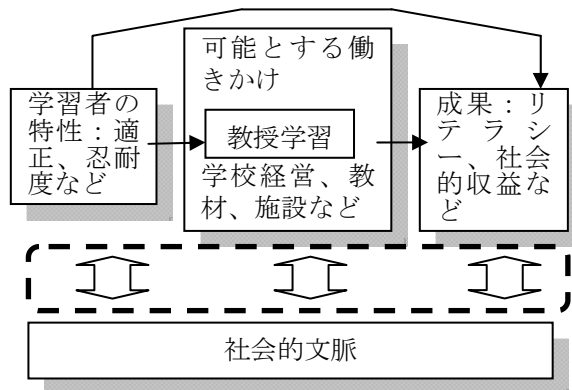 学習者の
特性：適
正、忍耐
度など
可能とする働
きかけ
教授学習
学校経営、教
材、施設など
成果：リ
テラシ
ー、社会
的収益な
ど
社会的文脈